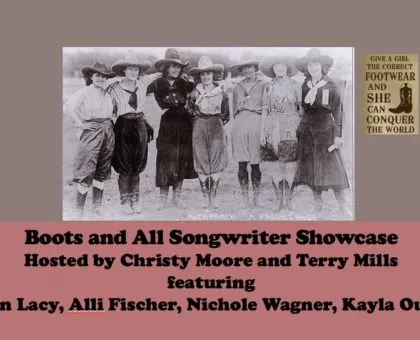 GIVE A GIRL
THE CORRECT
FOOTWEAR
AND
SHE
CAN
CONQUER
THE WORLD
Boots and All Songwriter Showcase
Hosted by Christy Moore and Terry Mills
featuring
Lacy, Alli Fischer, Nichole Wagner, Kayla